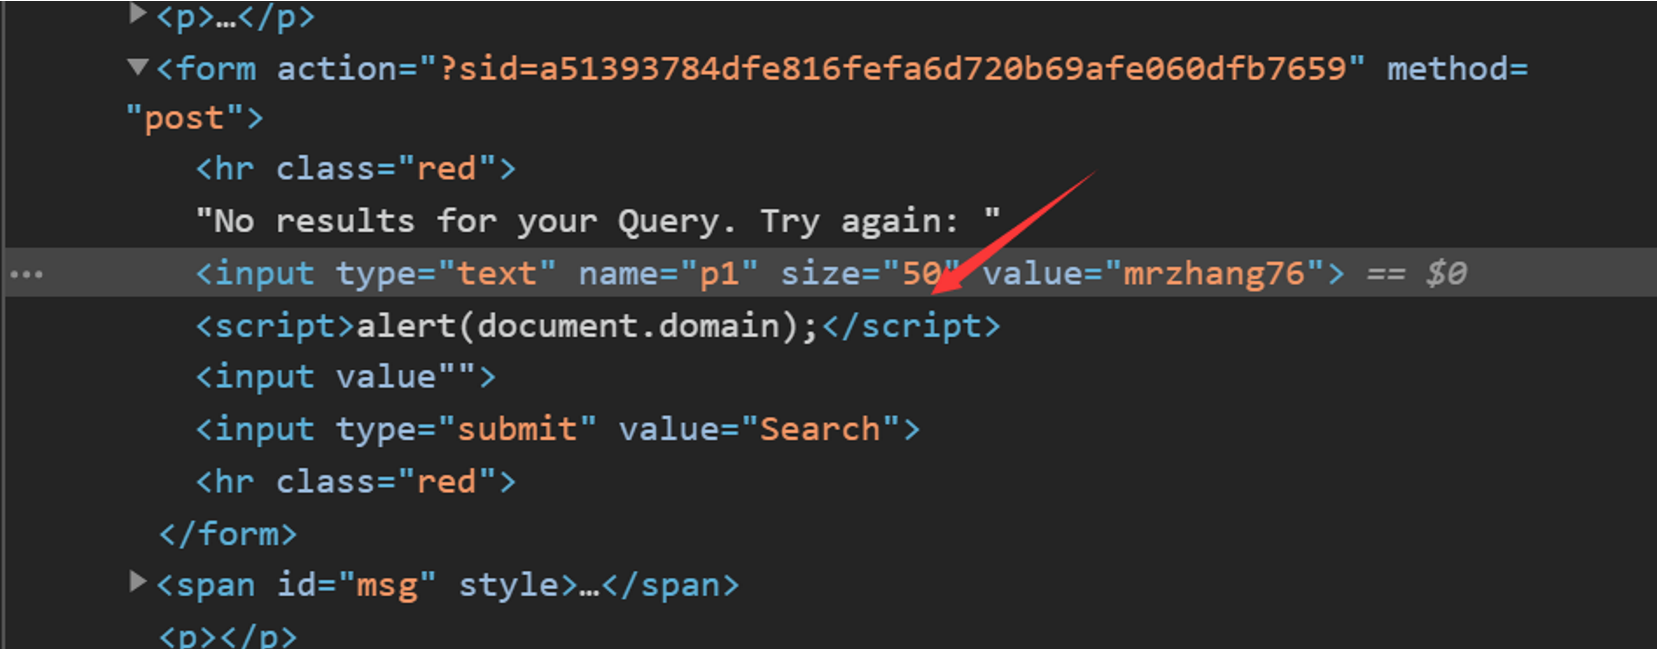 ▶<p>…</p>
▼<form action="?sid=a51393784dfe816fefa6d720b69afe060dfb7659" method=
"post">
<hr class="red">
"No results for your Query. Try again: "
... <input type="text" name="p1" size="50" value="mrzhang76"> == $0
<script>alert(document.domain);</script>
<input value"">
<input type="submit" value="Search">
<hr class="red">
</form>
▶<span id="msg" style>…</span>
<p></p>